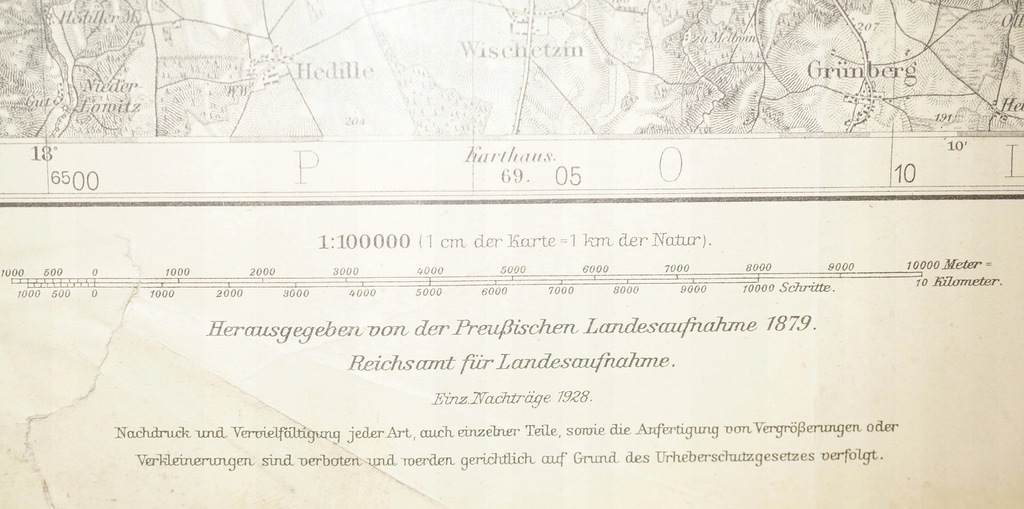 Hedille
Wischetzin
Grünberg
207
Nieder-
Lowitz
Gut
W.W.
204
191
18°
10'
6500
P
Karthaus.
69.
05
O
10
1:100000 (1 cm der Karte = 1 km der Natur).
1000 500 0 1000 2000 3000 4000 5000 6000 7000 8000 9000 10000 Meter =
10 Kilometer.
1000 500 0 1000 2000 3000 4000 5000 6000 7000 8000 9000 10000 Schritte.
Herausgegeben von der Preußischen Landesaufnahme 1879.
Reichsamt für Landesaufnahme.
Einz. Nachträge 1928.
Nachdruck und Vervielfältigung jeder Art, auch einzelner Teile, sowie die Anfertigung von Vergrößerungen oder
Verkleinerungen sind verboten und werden gerichtlich auf Grund des Urheberschutzgesetzes verfolgt.